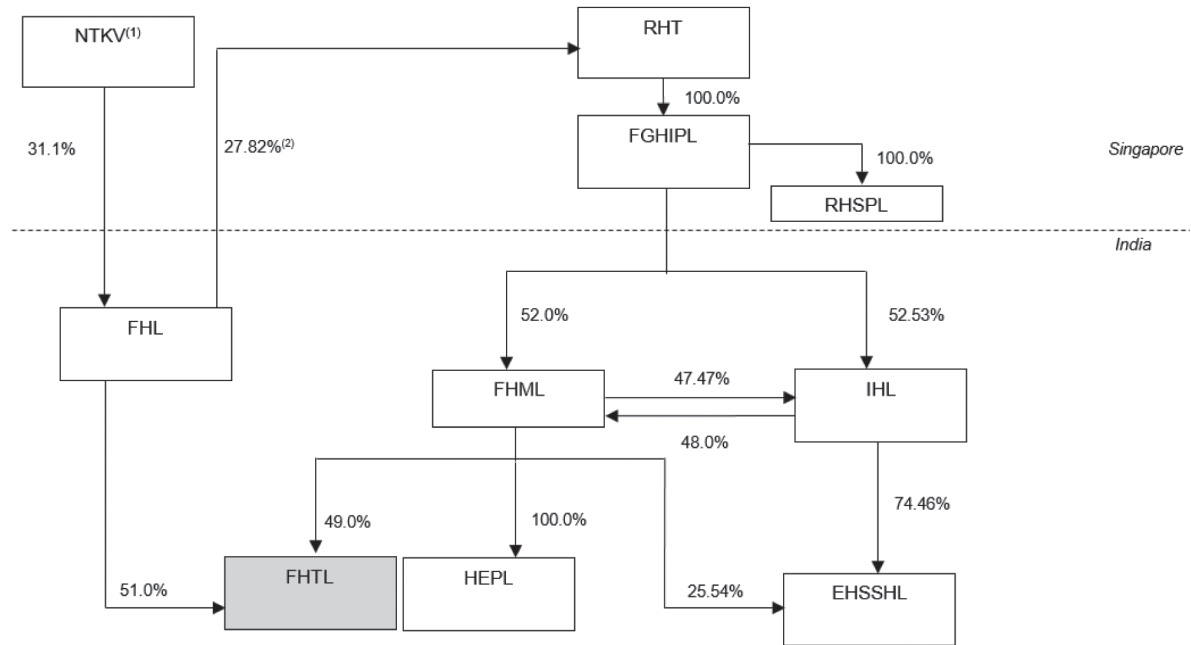 NTKV(1)
RHT
100.0%
31.1%
27.82%(2)
FGHIPL
100.0%
Singapore
RHSPL
India
FHL
52.0%
52.53%
FHML
47.47%
IHL
48.0%
49.0%
100.0%
74.46%
FHTL
HEPL
51.0%
25.54%
EHSSHL